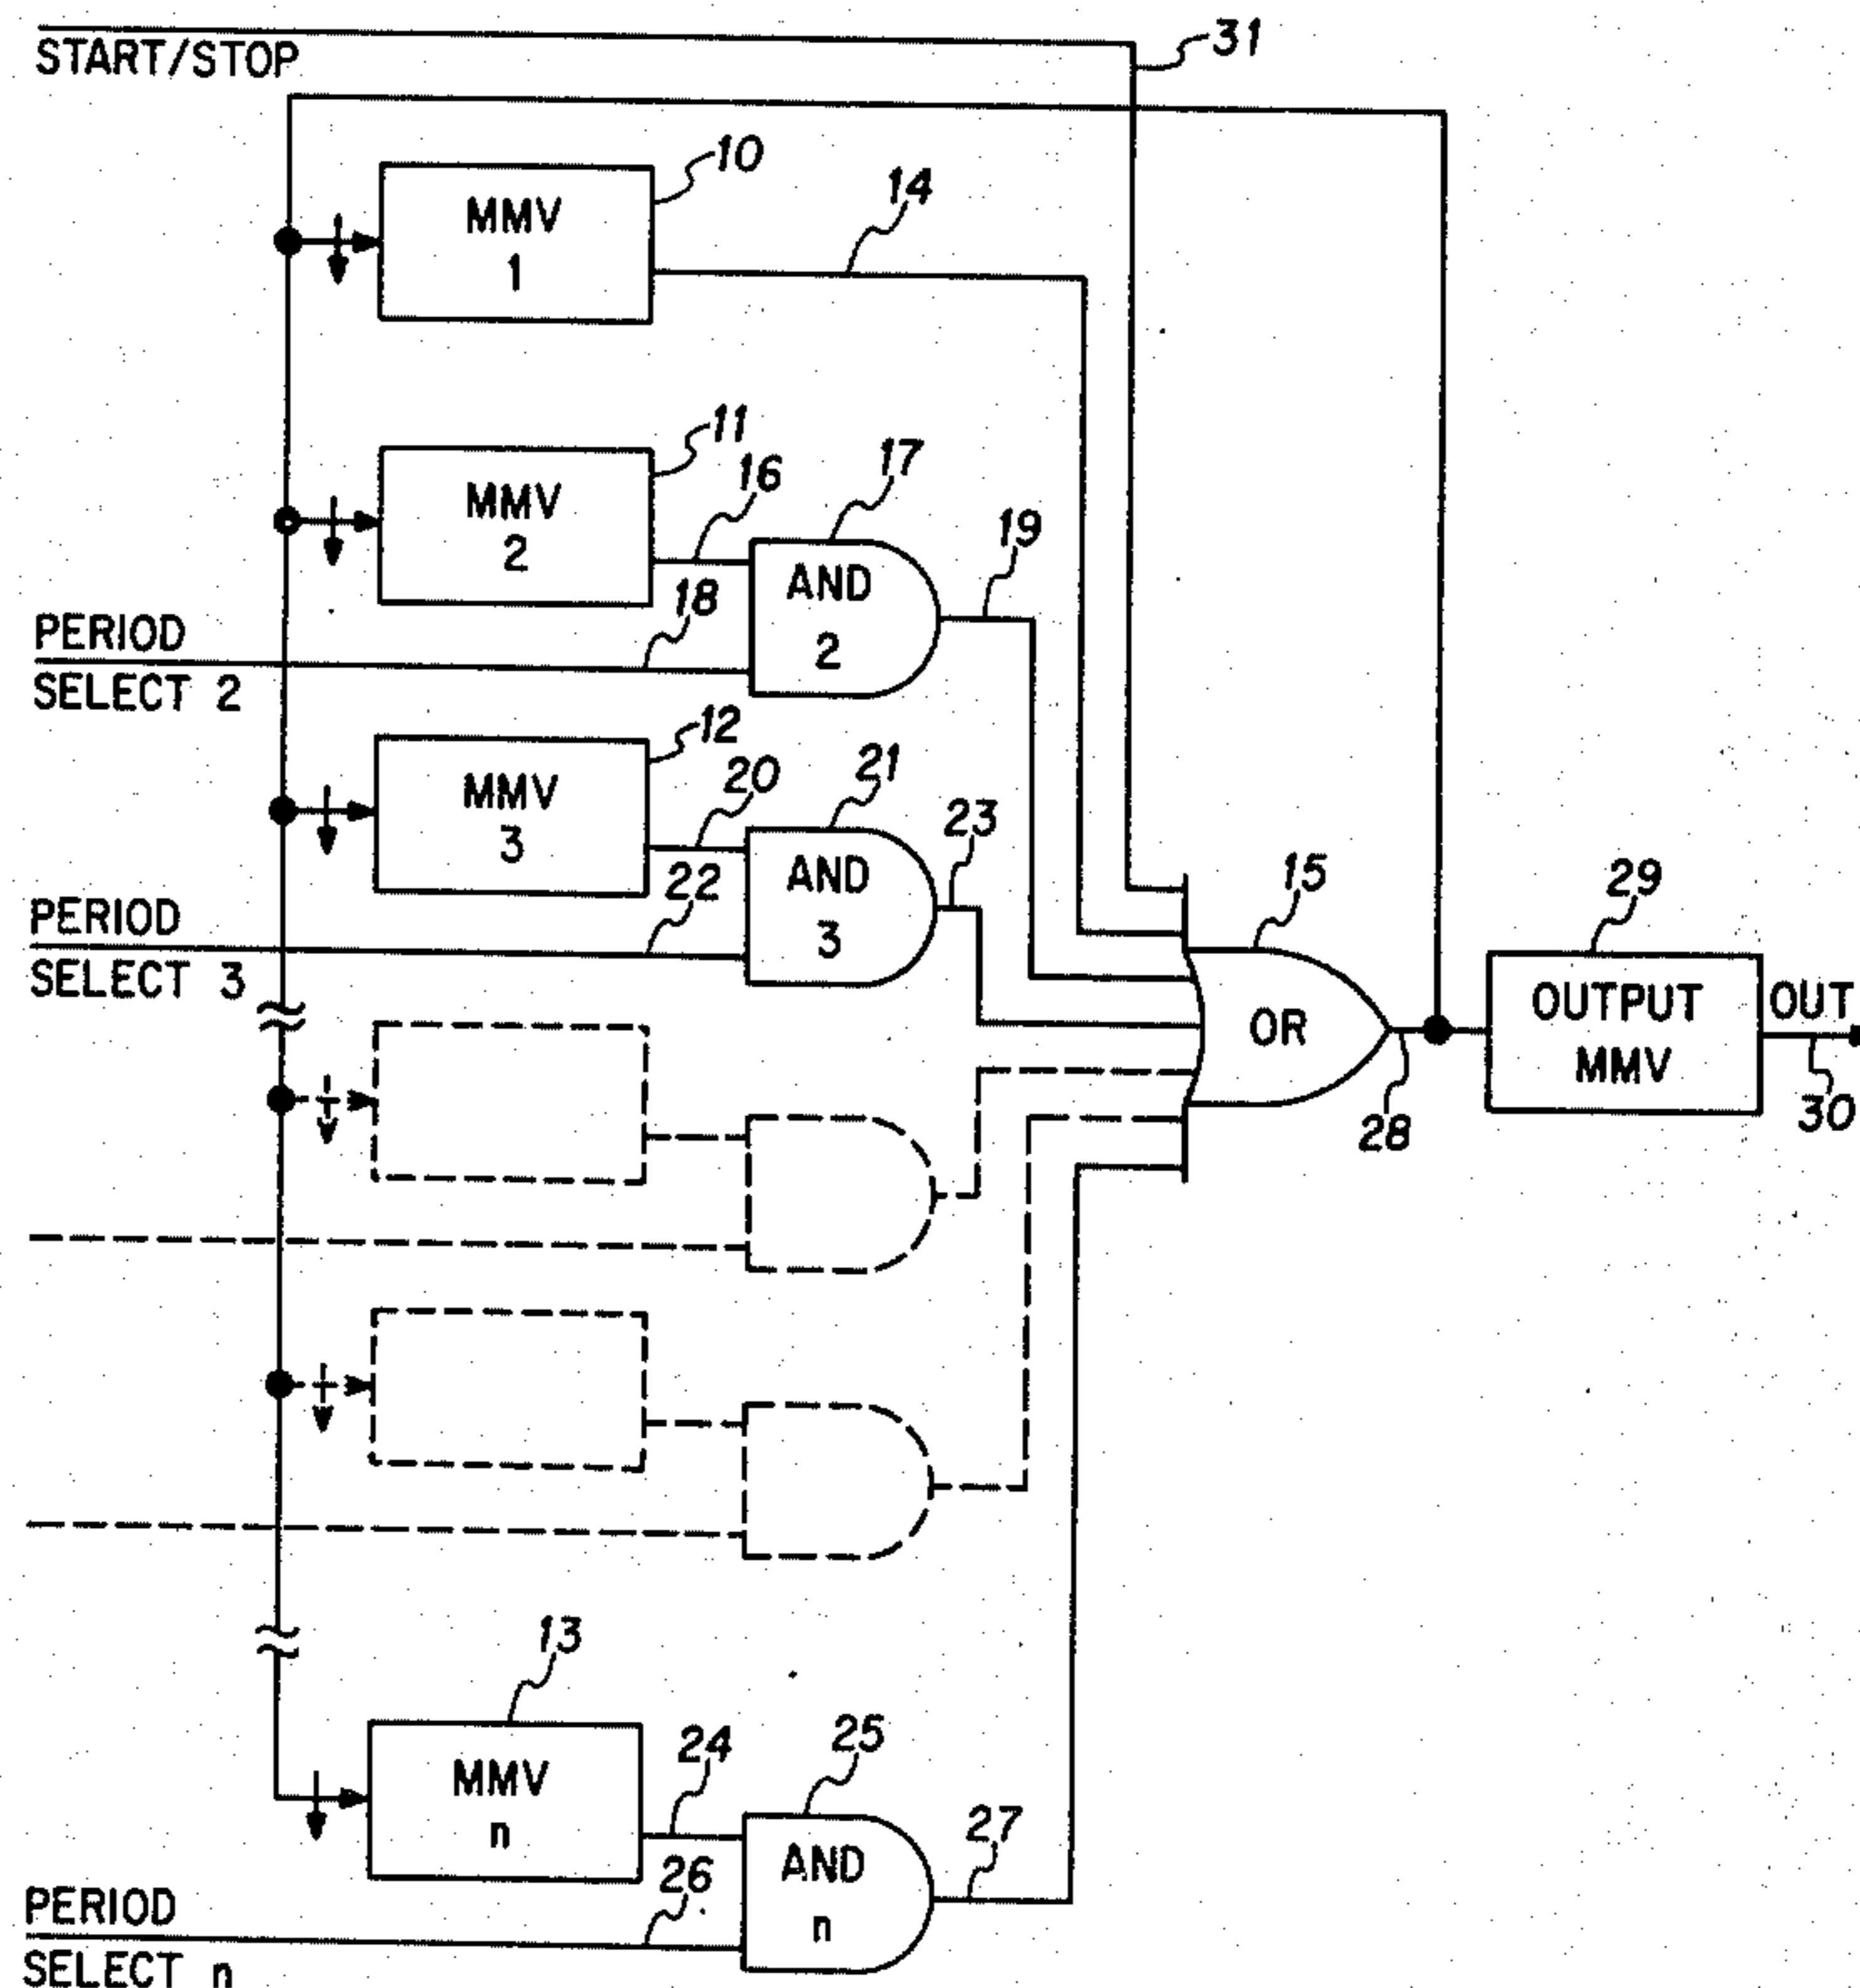 START/STOP
31
10
MMV
1
14
11
MMV
2
16
17
AND
2
18
19
PERIOD
SELECT 2
12
MMV
3
20
21
AND
3
22
23
PERIOD
SELECT 3
15
OR
28
29
OUTPUT
MMV
OUT
30
13
MMV
n
24
25
AND
n
26
27
PERIOD
SELECT n